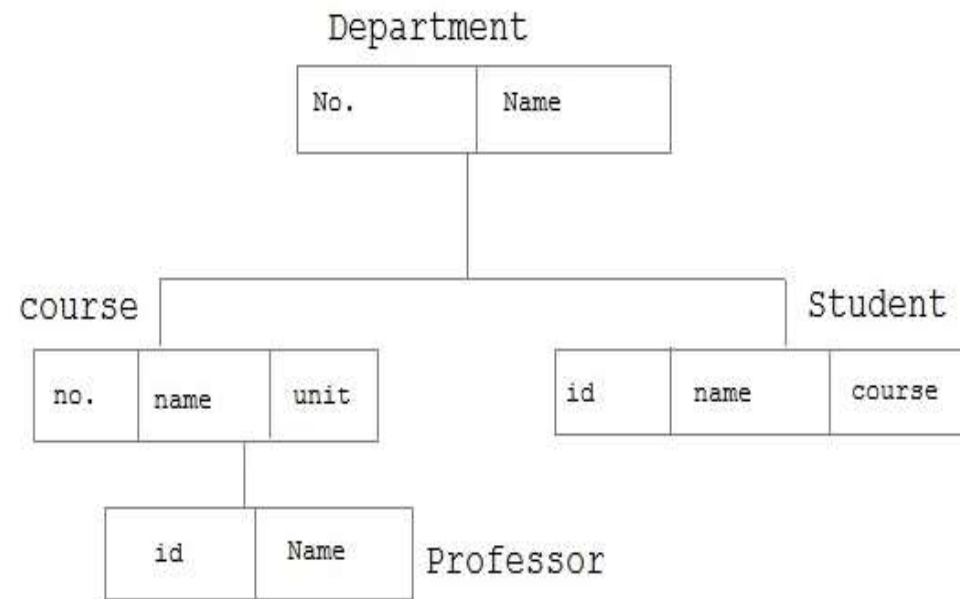 Department
No. Name
course
Student
no. name unit
id name course
id Name
Professor